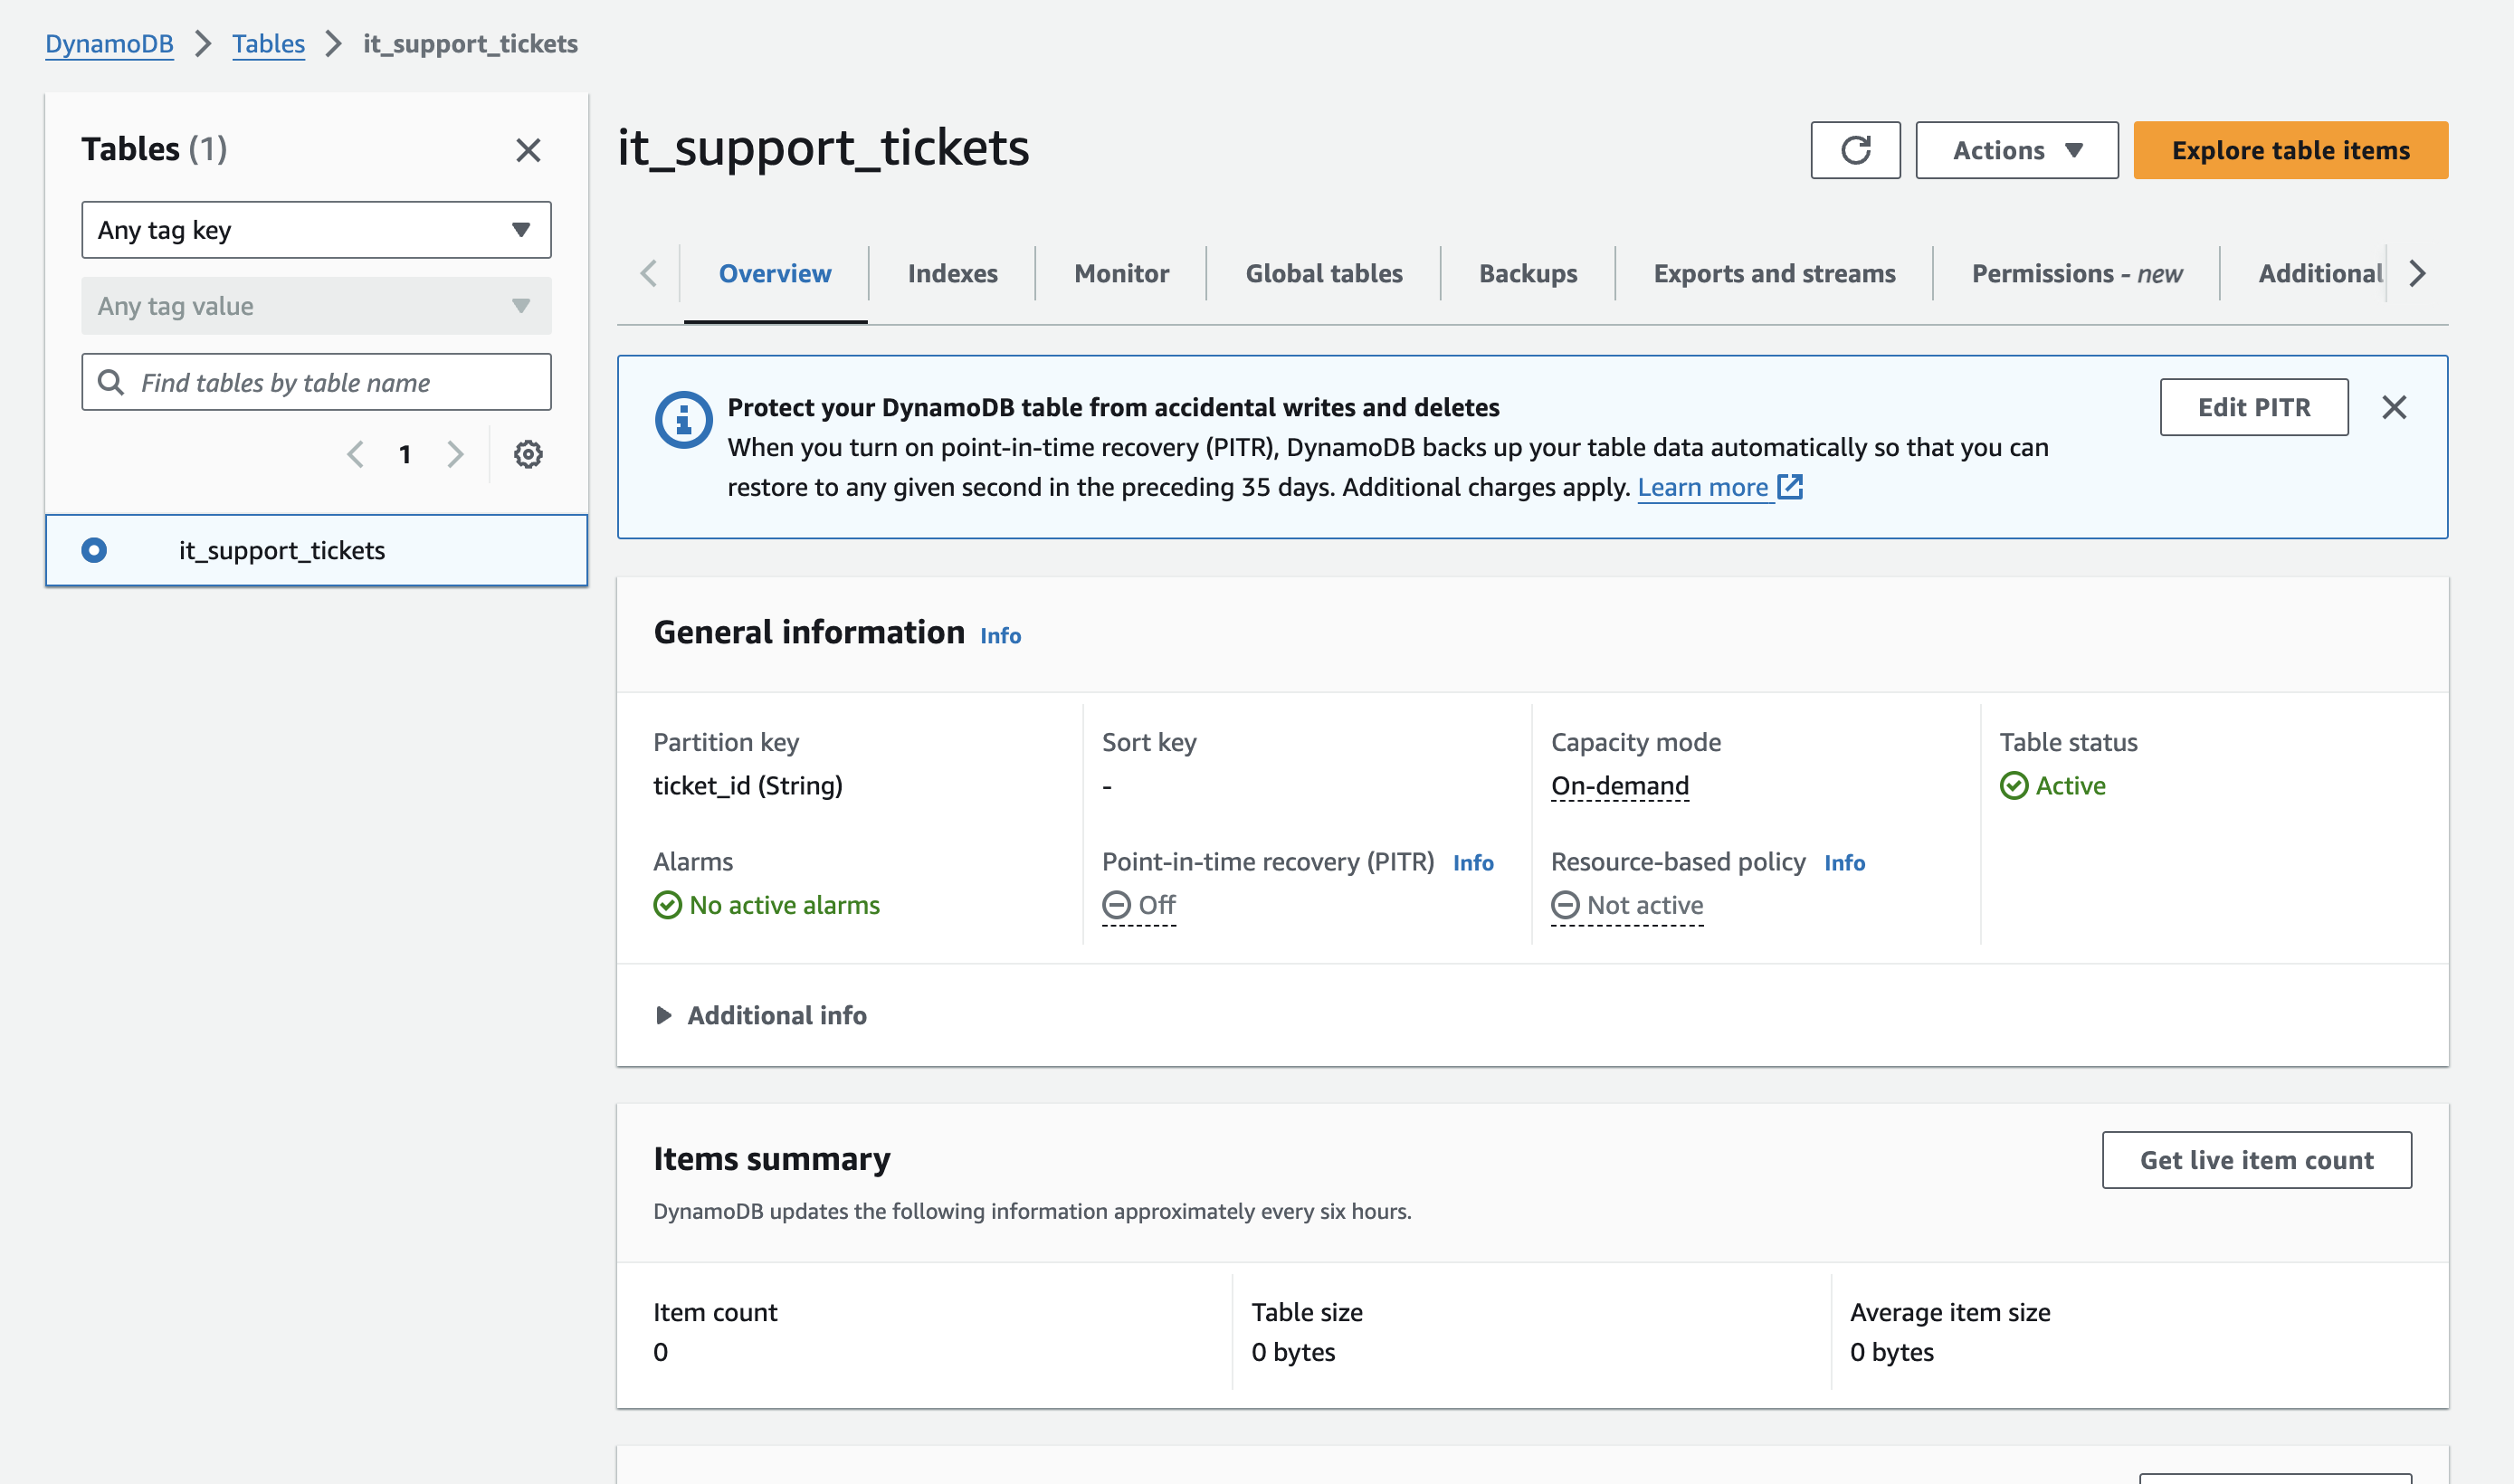 DynamoDB > Tables > it_support_tickets
Tables (1)
Any tag key
Any tag value
Find tables by table name
1
it_support_tickets
it_support_tickets
Actions
Explore table items
Overview
Indexes
Monitor
Global tables
Backups
Exports and streams
Permissions - new
Additional
Protect your DynamoDB table from accidental writes and deletes
When you turn on point-in-time recovery (PITR), DynamoDB backs up your table data automatically so that you can
restore to any given second in the preceding 35 days. Additional charges apply. Learn more
Edit PITR
General information Info
Partition key
ticket_id (String)
Sort key
-
Capacity mode
On-demand
Table status
Active
Alarms
No active alarms
Point-in-time recovery (PITR) Info
Off
Resource-based policy Info
Not active
Additional info
Items summary
Get live item count
DynamoDB updates the following information approximately every six hours.
Item count
0
Table size
0 bytes
Average item size
0 bytes